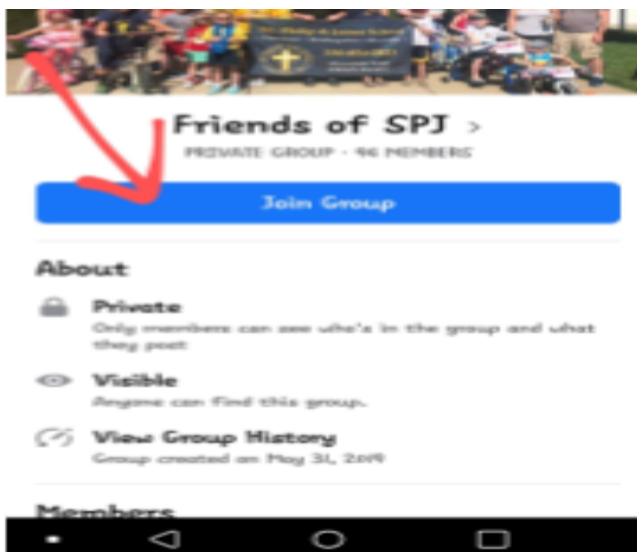 Friends of SPJ >
PRIVATE GROUP · 96 MEMBERS
Join Group
About
Private
Only members can see who's in the group and what
they post
Visible
Anyone can find this group.
View Group History
Group created on May 31, 2019
Members